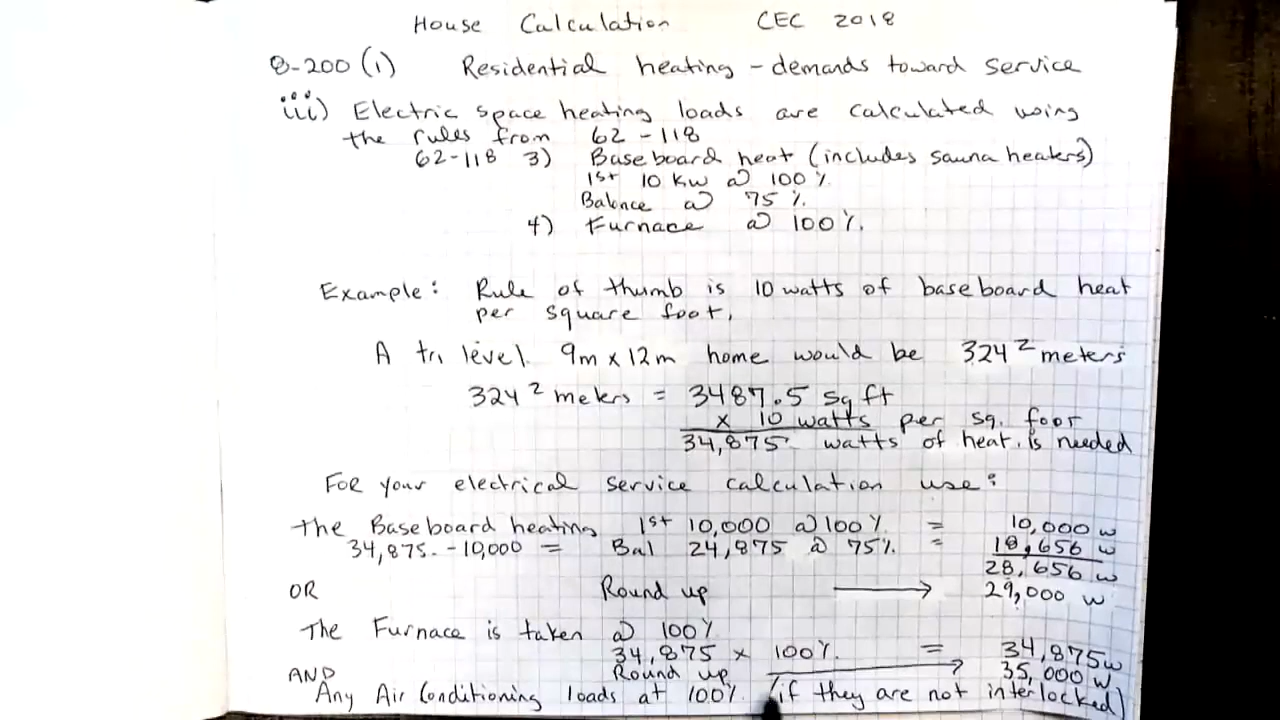 House Calculation CEC 2018
8-200 (1) Residential heating - demands toward service
iii) Electric space heating loads are calculated using
the rules from 62-118
62-118 3) Baseboard heat (includes sauna heaters)
1st 10 KW @ 100%
Balance @ 75%.
4) Furnace @ 100%.
Example: Rule of thumb is 10 watts of baseboard heat
per square foot.
A tri level 9m x 12m home would be 324² meters
324² meters = 3487.5 sq ft
x 10 watts per sq. foot
34,875 watts of heat is needed
For your electrical service calculation use:
The Baseboard heating 1st 10,000 @ 100% = 10,000 w
34,875 - 10,000 = Bal 24,875 @ 75% = 18,656 w
28,656 w
OR Round up → 29,000 w
The Furnace is taken @ 100%
34,875 x 100% = 34,875 w
AND Round up → 35,000 w
Any Air Conditioning loads at 100%. (if they are not interlocked)